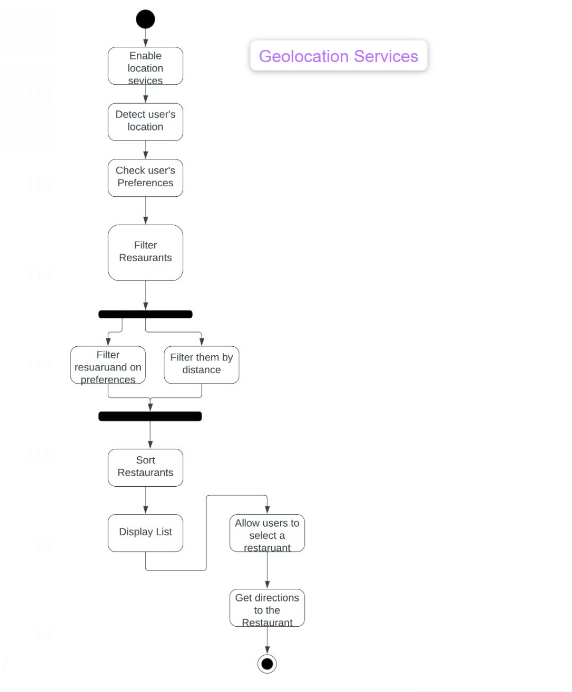 Geolocation Services
Enable
location
sevices
Detect user's
location
Check user's
Preferences
Filter
Resaurants
Filter
resuaruand on
preferences
Filter them by
distance
Sort
Restaurants
Display List
Allow users to
select a
restaruant
Get directions
to the
Restaurant